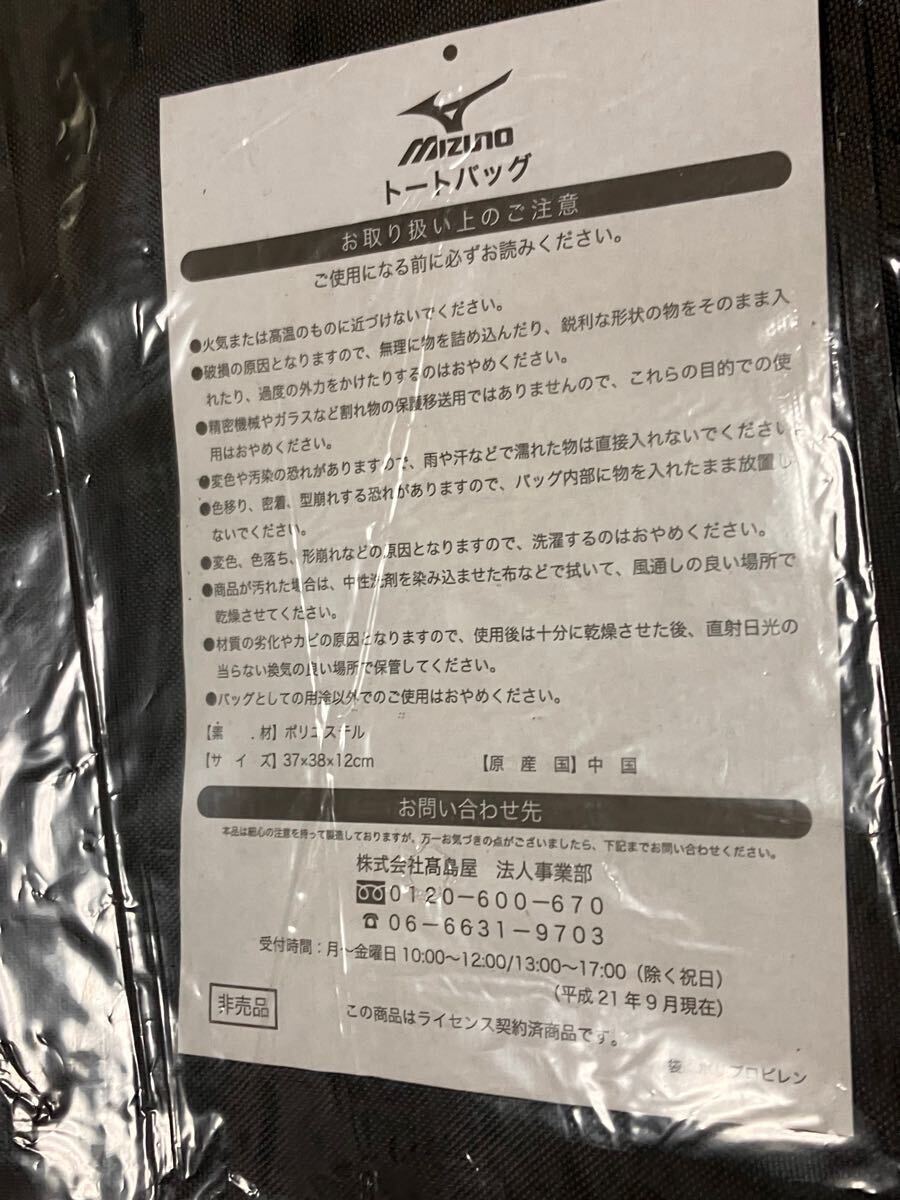 MIZUNO
トートバッグ
お取り扱い上のご注意
ご使用になる前に必ずお読みください。
●火気または高温のものに近づけないでください。
●破損の原因となりますので、無理に物を詰め込んだり、鋭利な形状の物をそのまま入
れたり、過度の外力をかけたりするのはおやめください。
●精密機械やガラスなど割れ物の保護移送用ではありませんので、これらの目的での使
用はおやめください。
●変色や汚染の恐れがありますので、雨や汗などで濡れた物は直接入れないでください。
●色移り、密着、型崩れする恐れがありますので、バッグ内部に物を入れたまま放置し
ないでください。
●変色、色落ち、形崩れなどの原因となりますので、洗濯するのはおやめください。
●商品が汚れた場合は、中性洗剤を染み込ませた布などで拭いて、風通しの良い場所で
乾燥させてください。
●材質の劣化やカビの原因となりますので、使用後は十分に乾燥させた後、直射日光の
当らない換気の良い場所で保管してください。
●バッグとしての用途以外でのご使用はおやめください。
【素 材】ポリエステル
【サイズ】37×38×12cm 【原産国】中国
お問い合わせ先
本品は細心の注意を持って製造しておりますが、万一お気づきの点がございましたら、下記までお問い合わせください。
株式会社髙島屋 法人事業部
0120-600-670
☎06-6631-9703
受付時間：月〜金曜日 10:00〜12:00/13:00〜17:00（除く祝日）
（平成21年9月現在）
非売品
この商品はライセンス契約済商品です。
袋：ポリプロピレン